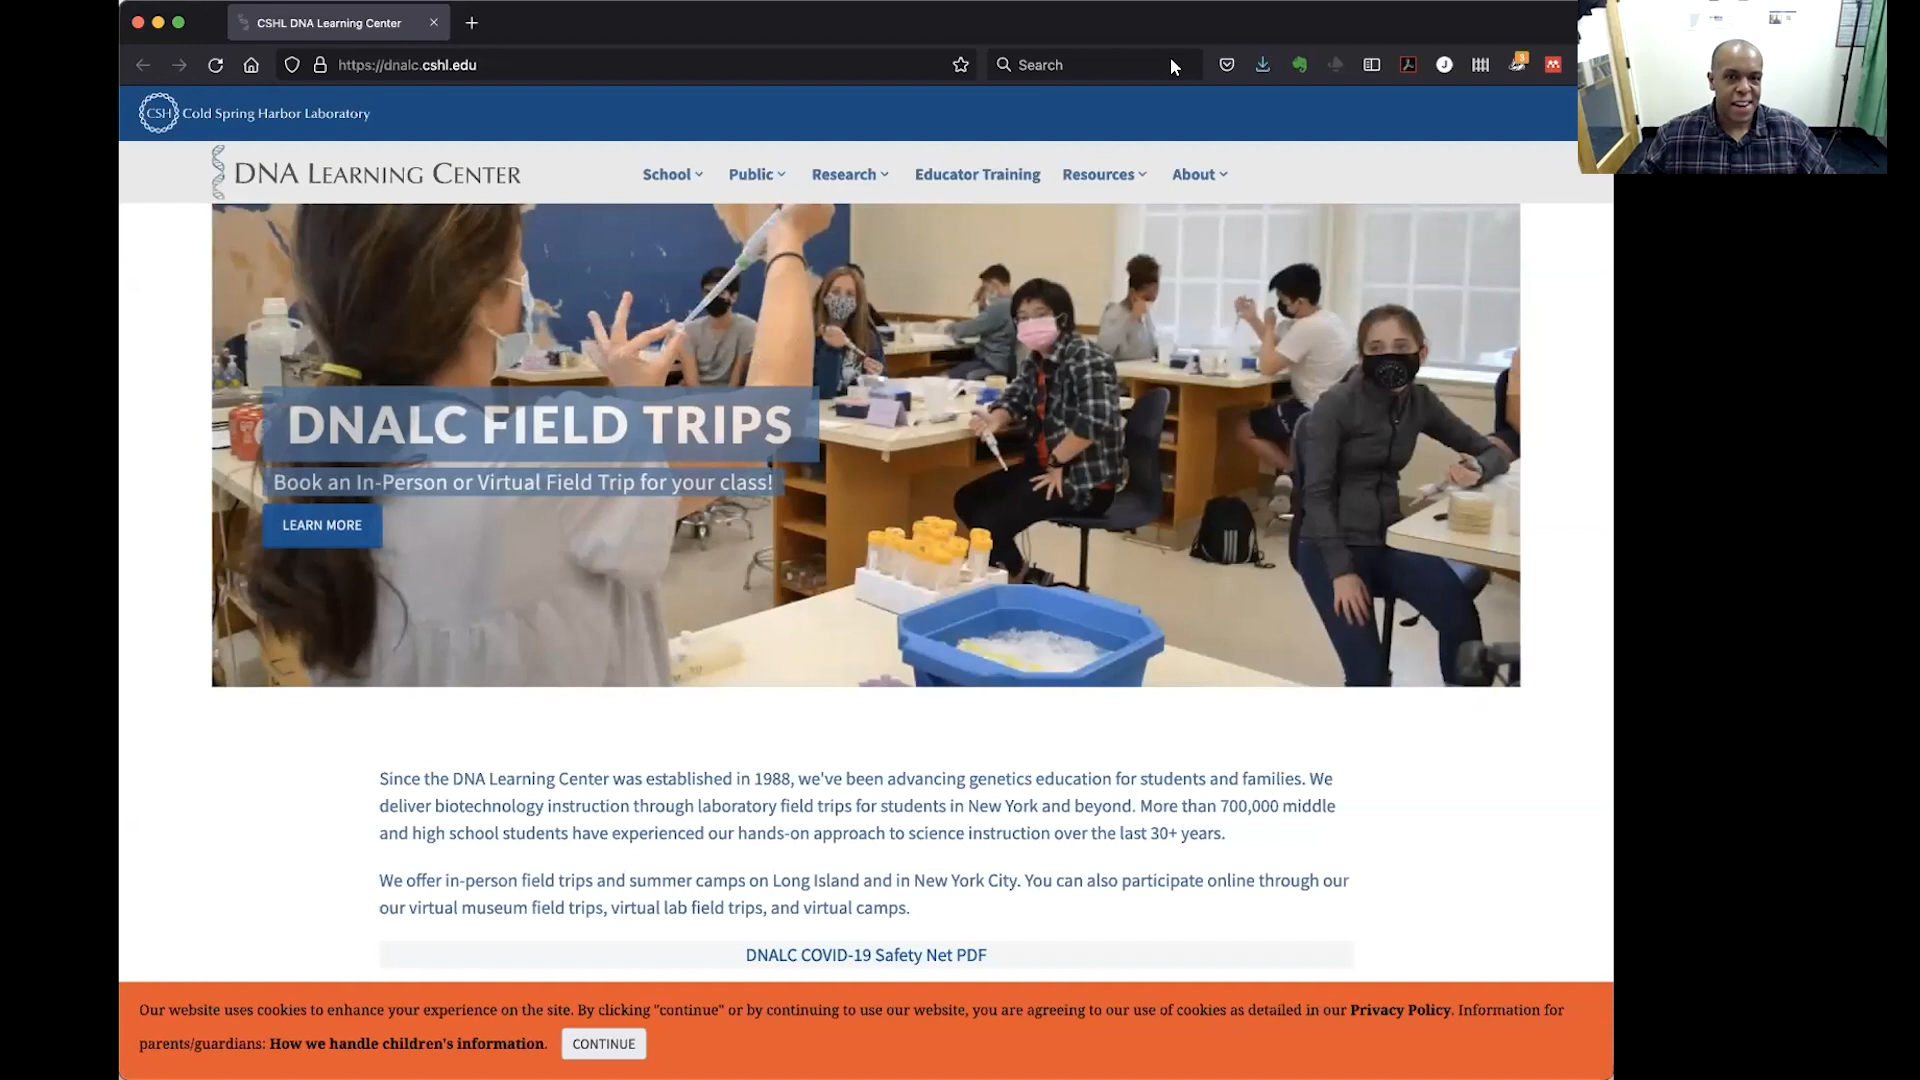 CSHL DNA Learning Center
https://dnalc.cshl.edu
Search
3
J
CSH Cold Spring Harbor Laboratory
DNA LEARNING CENTER
School
Public
Research
Educator Training
Resources
About
DNALC FIELD TRIPS
Book an In-Person or Virtual Field Trip for your class!
LEARN MORE
Since the DNA Learning Center was established in 1988, we've been advancing genetics education for students and families. We
deliver biotechnology instruction through laboratory field trips for students in New York and beyond. More than 700,000 middle
and high school students have experienced our hands-on approach to science instruction over the last 30+ years.
We offer in-person field trips and summer camps on Long Island and in New York City. You can also participate online through our
our virtual museum field trips, virtual lab field trips, and virtual camps.
DNALC COVID-19 Safety Net PDF
Our website uses cookies to enhance your experience on the site. By clicking "continue" or by continuing to use our website, you are agreeing to our use of cookies as detailed in our Privacy Policy. Information for
parents/guardians: How we handle children's information.
CONTINUE